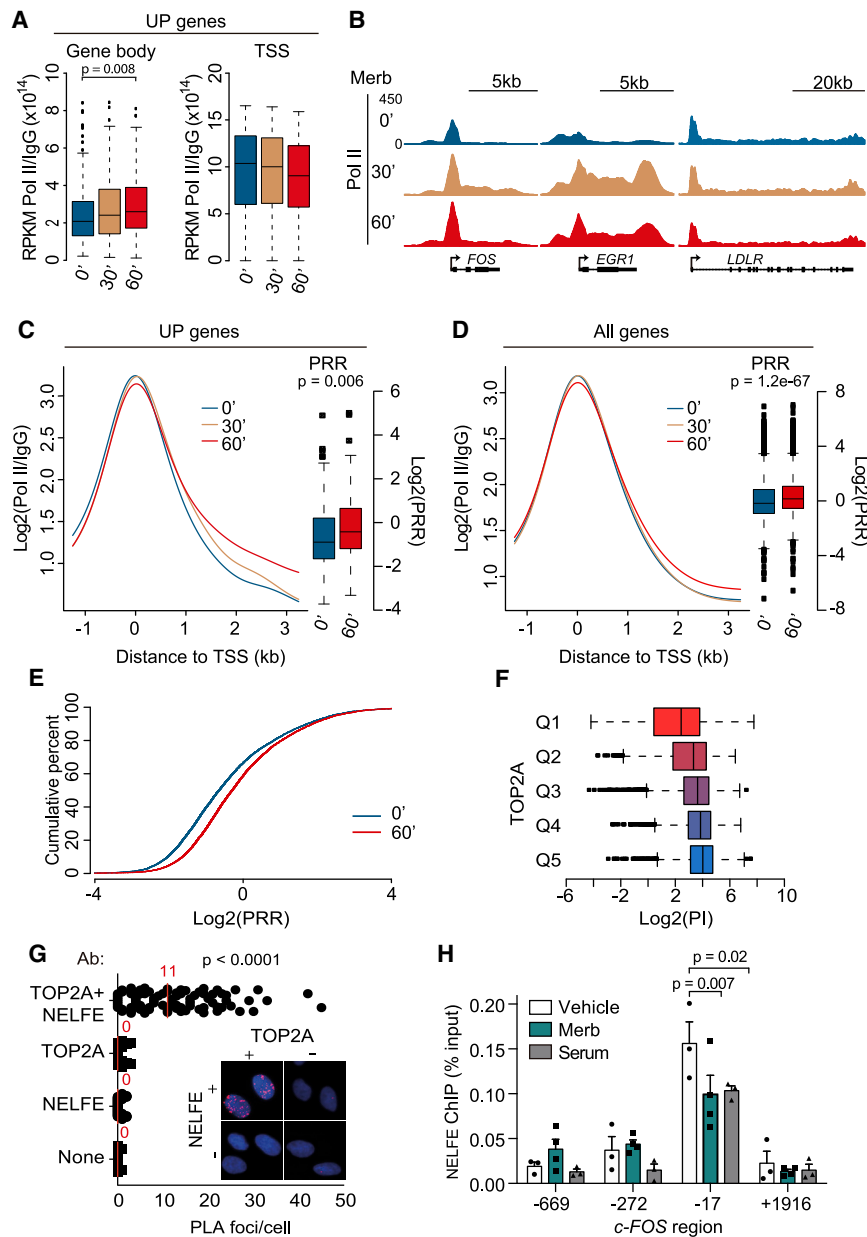 A
UP genes
Gene body
TSS
p = 0.008
RPKM Pol II/IgG (x10¹⁴)
10
8
6
4
2
0
0'
30'
60'
RPKM Pol II/IgG (x10¹⁴)
20
15
10
5
0
0'
30'
60'
B
Merb
5kb
5kb
20kb
450
0
Pol II
0'
30'
60'
FOS
EGR1
LDLR
C
UP genes
PRR
p = 0.006
Log2(Pol II/IgG)
3.0
2.5
2.0
1.5
1.0
0'
30'
60'
-1
0
1
2
3
Distance to TSS (kb)
6
4
2
0
-2
-4
Log2(PRR)
0'
60'
D
All genes
PRR
p = 1.2e-67
Log2(Pol II/IgG)
3.0
2.5
2.0
1.5
1.0
0'
30'
60'
-1
0
1
2
3
Distance to TSS (kb)
8
4
0
-4
-8
Log2(PRR)
0'
60'
E
Cumulative percent
100
80
60
40
20
0
0'
60'
-4
0
4
Log2(PRR)
F
TOP2A
Q1
Q2
Q3
Q4
Q5
-6
-2
2
6
10
Log2(PI)
G
Ab:
p < 0.0001
11
TOP2A+
NELFE
0
TOP2A
0
NELFE
0
None
TOP2A
+
-
NELFE
+
-
0
10
20
30
40
50
PLA foci/cell
H
p = 0.02
p = 0.007
Vehicle
Merb
Serum
NELFE ChIP (% input)
0.20
0.15
0.10
0.05
0.00
-669
-272
-17
+1916
c-FOS region